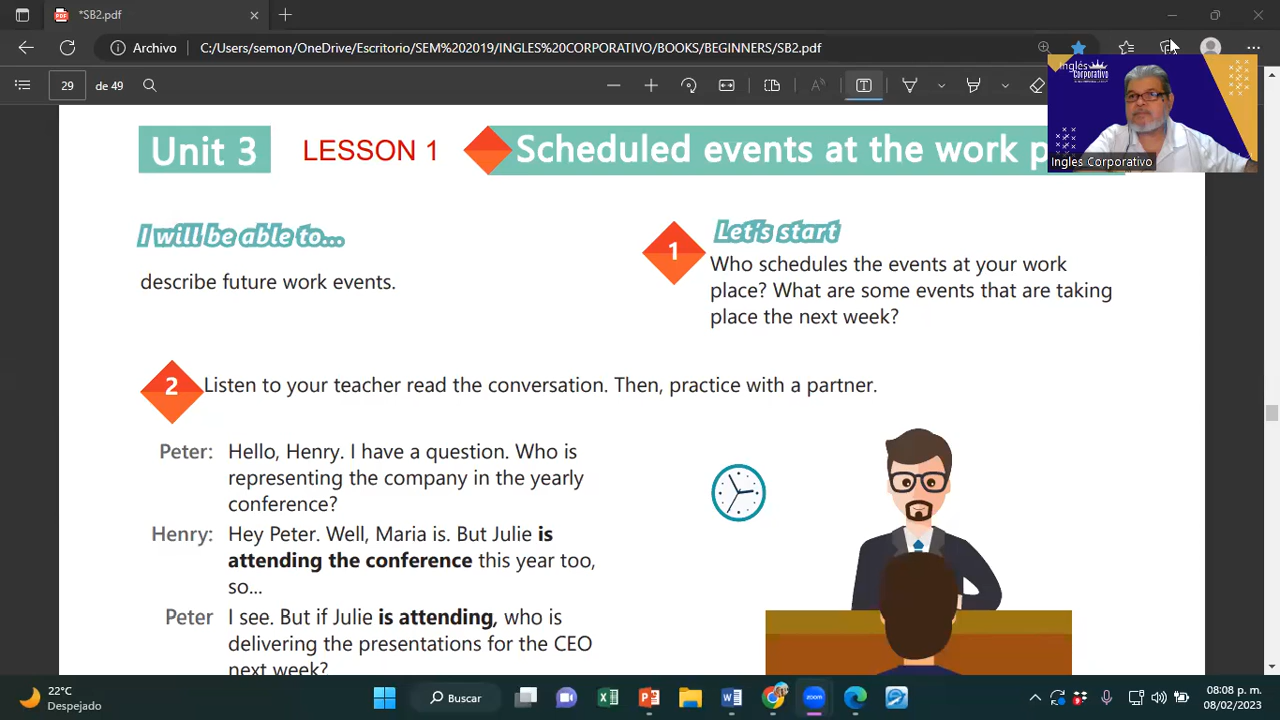 *SB2.pdf
Archivo
C:/Users/semon/OneDrive/Escritorio/SEM%202019/INGLES%20CORPORATIVO/BOOKS/BEGINNERS/SB2.pdf
29 de 49
Inglés
Corporativo
Ingles Corporativo
Unit 3 LESSON 1 Scheduled events at the work p
I will be able to...
describe future work events.
1 Let's start
Who schedules the events at your work
place? What are some events that are taking
place the next week?
2 Listen to your teacher read the conversation. Then, practice with a partner.
Peter: Hello, Henry. I have a question. Who is
representing the company in the yearly
conference?
Henry: Hey Peter. Well, Maria is. But Julie is
attending the conference this year too,
so...
Peter I see. But if Julie is attending, who is
delivering the presentations for the CEO
next week?
22°C
Despejado
Buscar
zoom
08:08 p. m.
08/02/2023